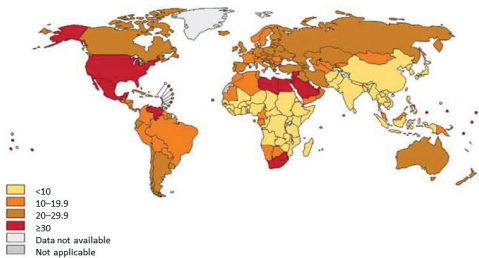 <10
10–19.9
20–29.9
≥30
Data not available
Not applicable